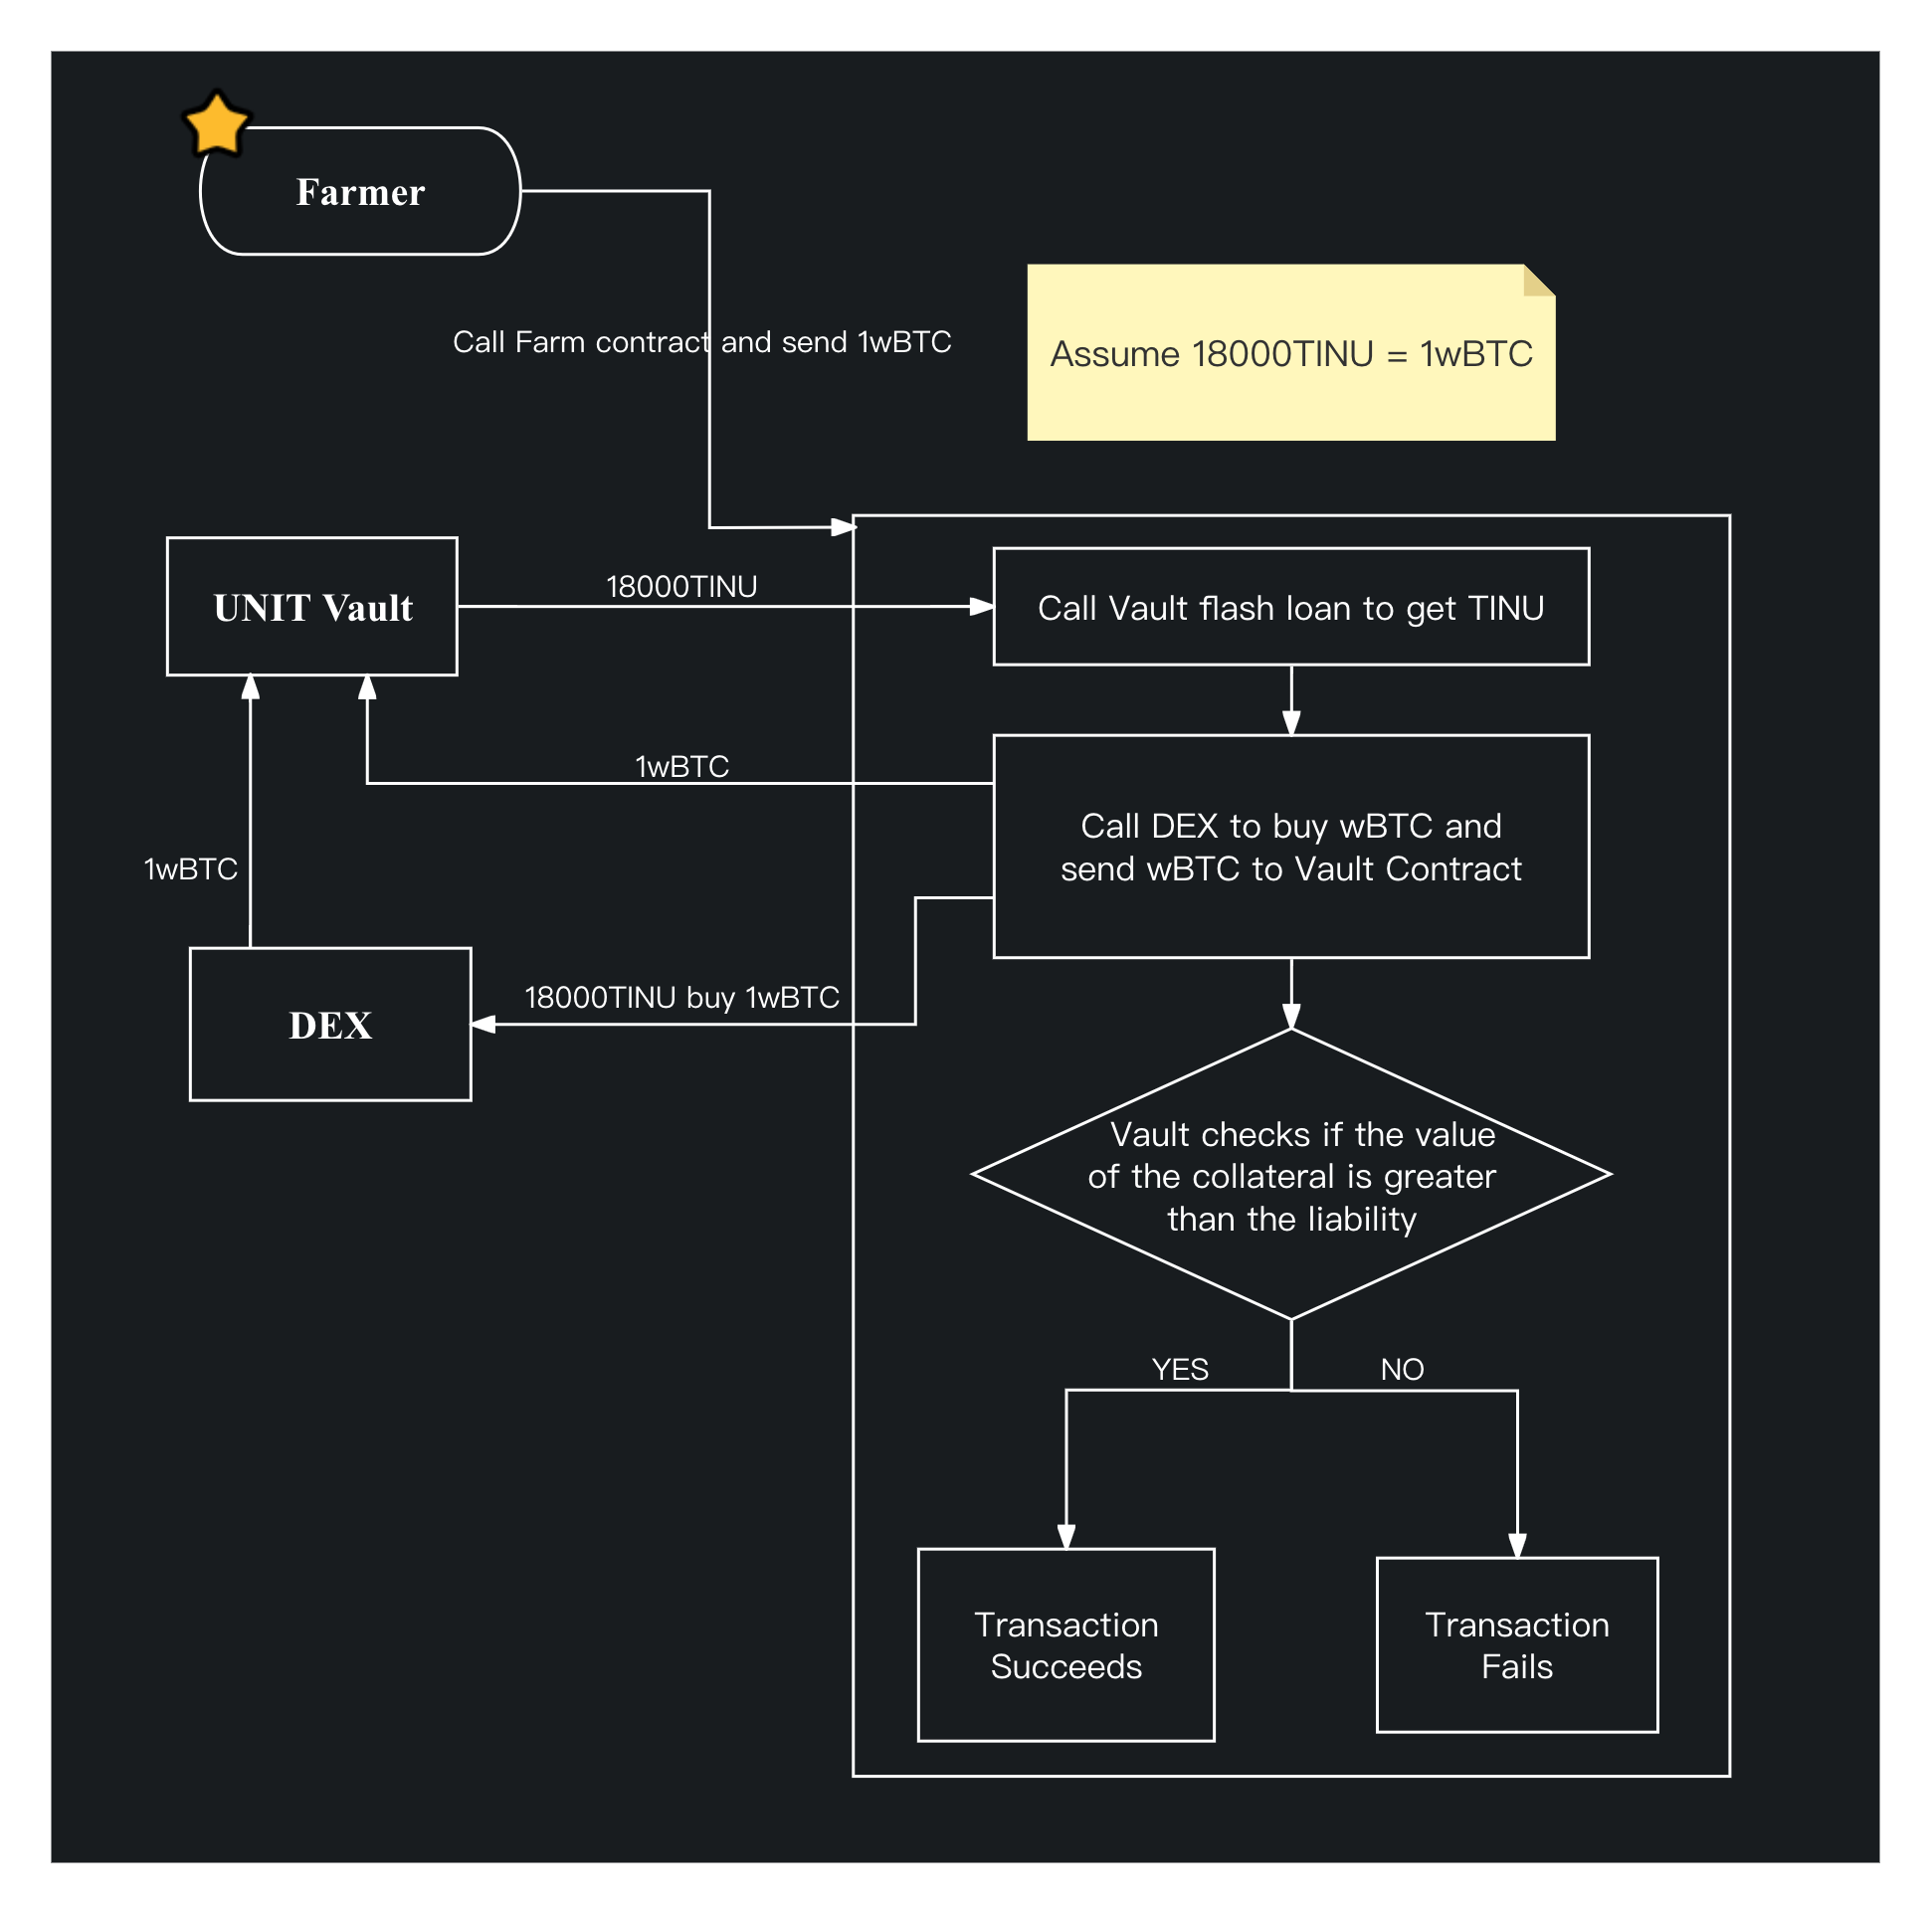 Farmer
Call Farm contract and send 1wBTC
Assume 18000TINU = 1wBTC
UNIT Vault
18000TINU
Call Vault flash loan to get TINU
1wBTC
Call DEX to buy wBTC and
send wBTC to Vault Contract
1wBTC
18000TINU buy 1wBTC
DEX
Vault checks if the value
of the collateral is greater
than the liability
YES
NO
Transaction
Succeeds
Transaction
Fails